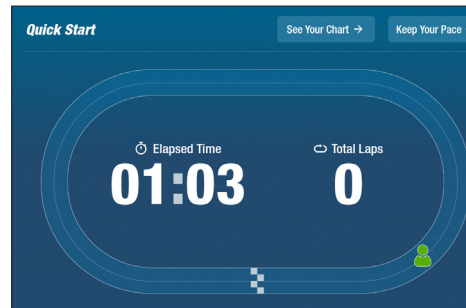 Quick Start
See Your Chart →
Keep Your Pace
Elapsed Time
Total Laps
01:03
0